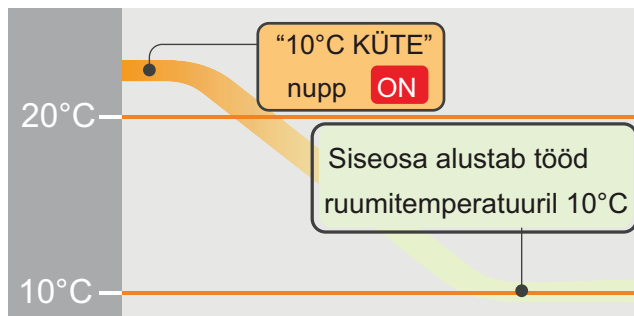 “10°C KÜTE”
nupp ON
20°C
Siseosa alustab tööd
ruumitemperatuuril 10°C
10°C